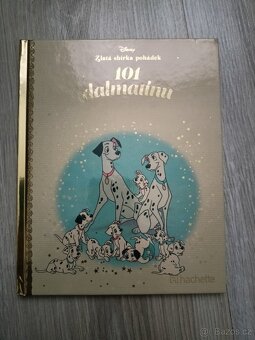 Disney
Zlatá sbírka pohádek
101
dalmatinů
hachette
Bazos.cz